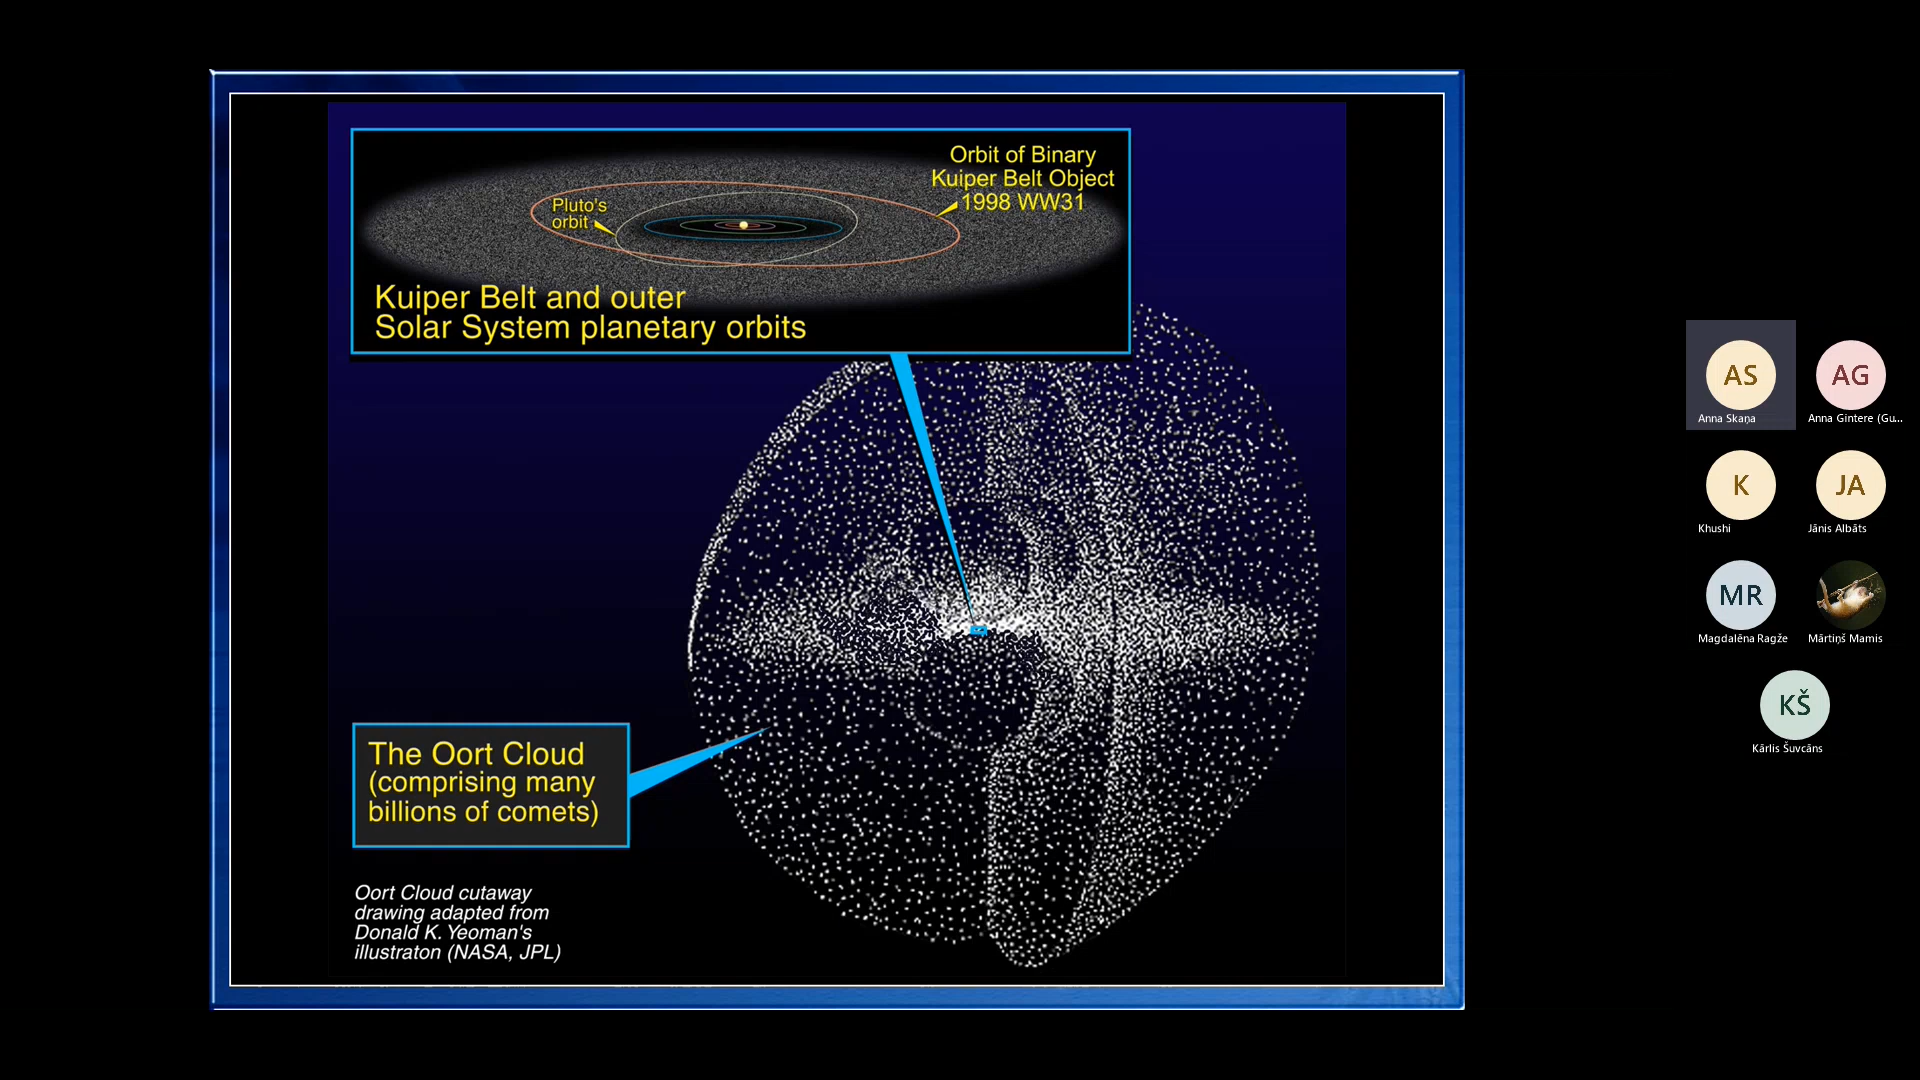 Orbit of Binary
Kuiper Belt Object
1998 WW31
Pluto's
orbit
Kuiper Belt and outer
Solar System planetary orbits
The Oort Cloud
(comprising many
billions of comets)
Oort Cloud cutaway
drawing adapted from
Donald K. Yeoman's
illustraton (NASA, JPL)
AS
Anna Skaņa
AG
Anna Gintere (Gu...
K
Khushi
JA
Jānis Albāts
MR
Magdalēna Ragže
Mārtiņš Mamis
KŠ
Kārlis Šuvcāns